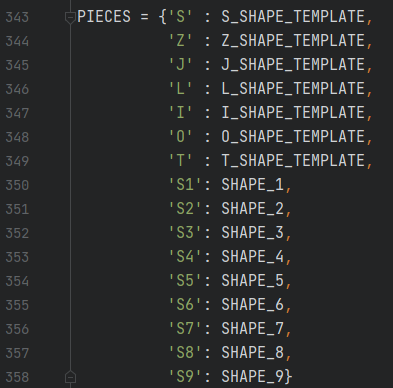 343 PIECES = {'S' : S_SHAPE_TEMPLATE,
344 'Z' : Z_SHAPE_TEMPLATE,
345 'J' : J_SHAPE_TEMPLATE,
346 'L' : L_SHAPE_TEMPLATE,
347 'I' : I_SHAPE_TEMPLATE,
348 'O' : O_SHAPE_TEMPLATE,
349 'T' : T_SHAPE_TEMPLATE,
350 'S1': SHAPE_1,
351 'S2': SHAPE_2,
352 'S3': SHAPE_3,
353 'S4': SHAPE_4,
354 'S5': SHAPE_5,
355 'S6': SHAPE_6,
356 'S7': SHAPE_7,
357 'S8': SHAPE_8,
358 'S9': SHAPE_9}